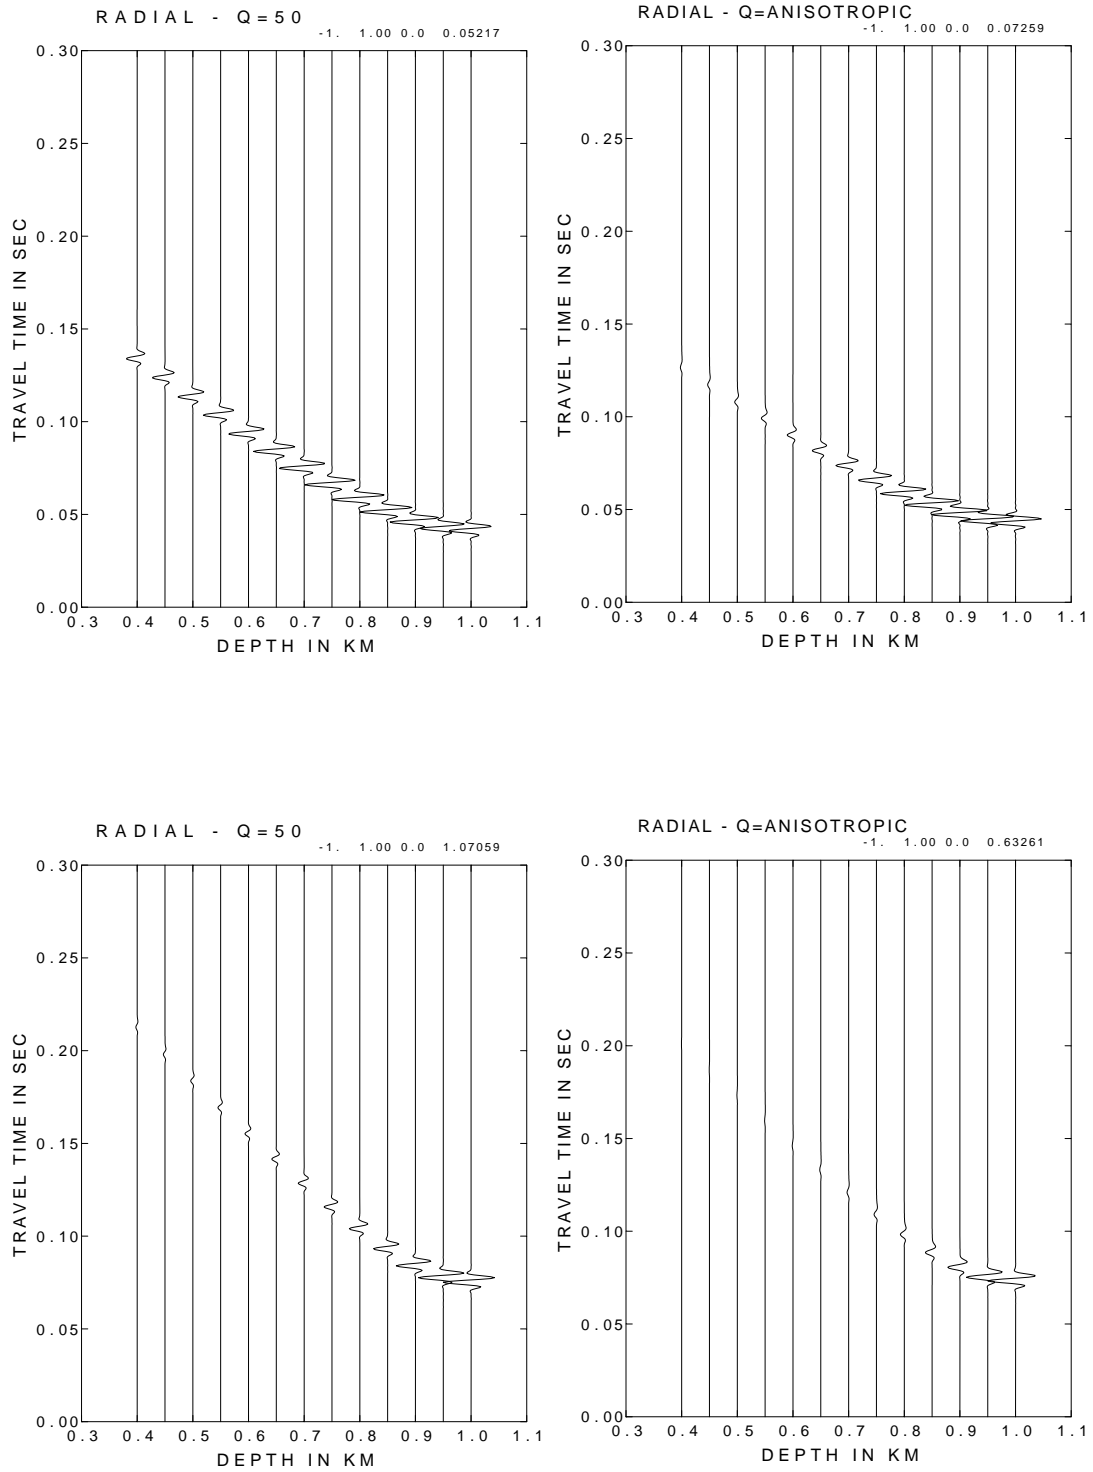 RADIAL - Q=50
-1. 1.00 0.0 0.05217
0.30
0.25
0.20
0.15
0.10
0.05
0.00
TRAVEL TIME IN SEC
0.3 0.4 0.5 0.6 0.7 0.8 0.9 1.0 1.1
DEPTH IN KM
RADIAL - Q=ANISOTROPIC
-1. 1.00 0.0 0.07259
0.30
0.25
0.20
0.15
0.10
0.05
0.00
TRAVEL TIME IN SEC
0.3 0.4 0.5 0.6 0.7 0.8 0.9 1.0 1.1
DEPTH IN KM
RADIAL - Q=50
-1. 1.00 0.0 1.07059
0.30
0.25
0.20
0.15
0.10
0.05
0.00
TRAVEL TIME IN SEC
0.3 0.4 0.5 0.6 0.7 0.8 0.9 1.0 1.1
DEPTH IN KM
RADIAL - Q=ANISOTROPIC
-1. 1.00 0.0 0.63261
0.30
0.25
0.20
0.15
0.10
0.05
0.00
TRAVEL TIME IN SEC
0.3 0.4 0.5 0.6 0.7 0.8 0.9 1.0 1.1
DEPTH IN KM